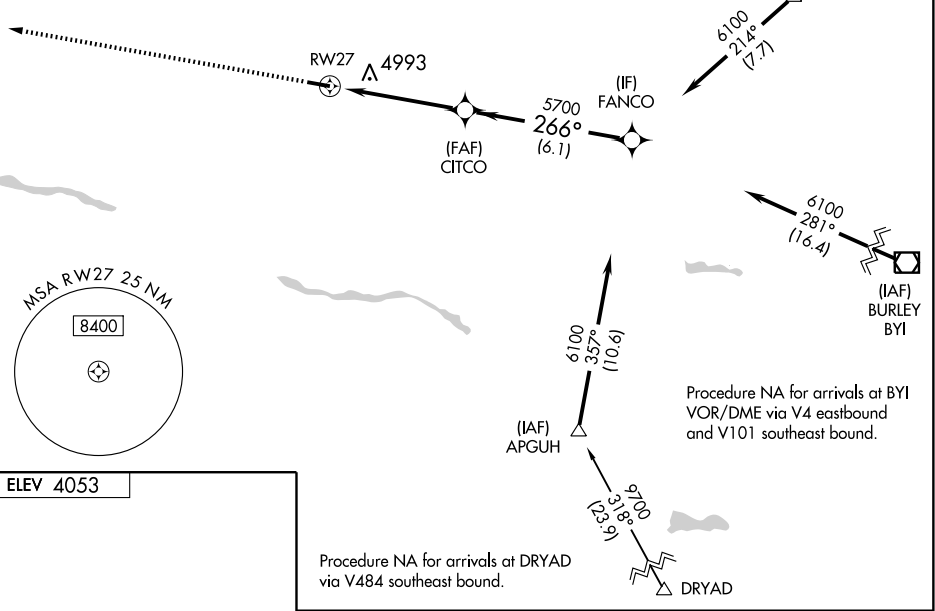 6100
214°
(7.7)
RW27
4993
(IF)
FANCO
5700
266°
(6.1)
(FAF)
CITCO
6100
281°
(16.4)
(IAF)
BURLEY
BYI
MSA RW27 25 NM
8400
6100
357°
(10.6)
Procedure NA for arrivals at BYI
VOR/DME via V4 eastbound
and V101 southeast bound.
(IAF)
APGUH
ELEV 4053
9700
318°
(23.9)
Procedure NA for arrivals at DRYAD
via V484 southeast bound.
DRYAD